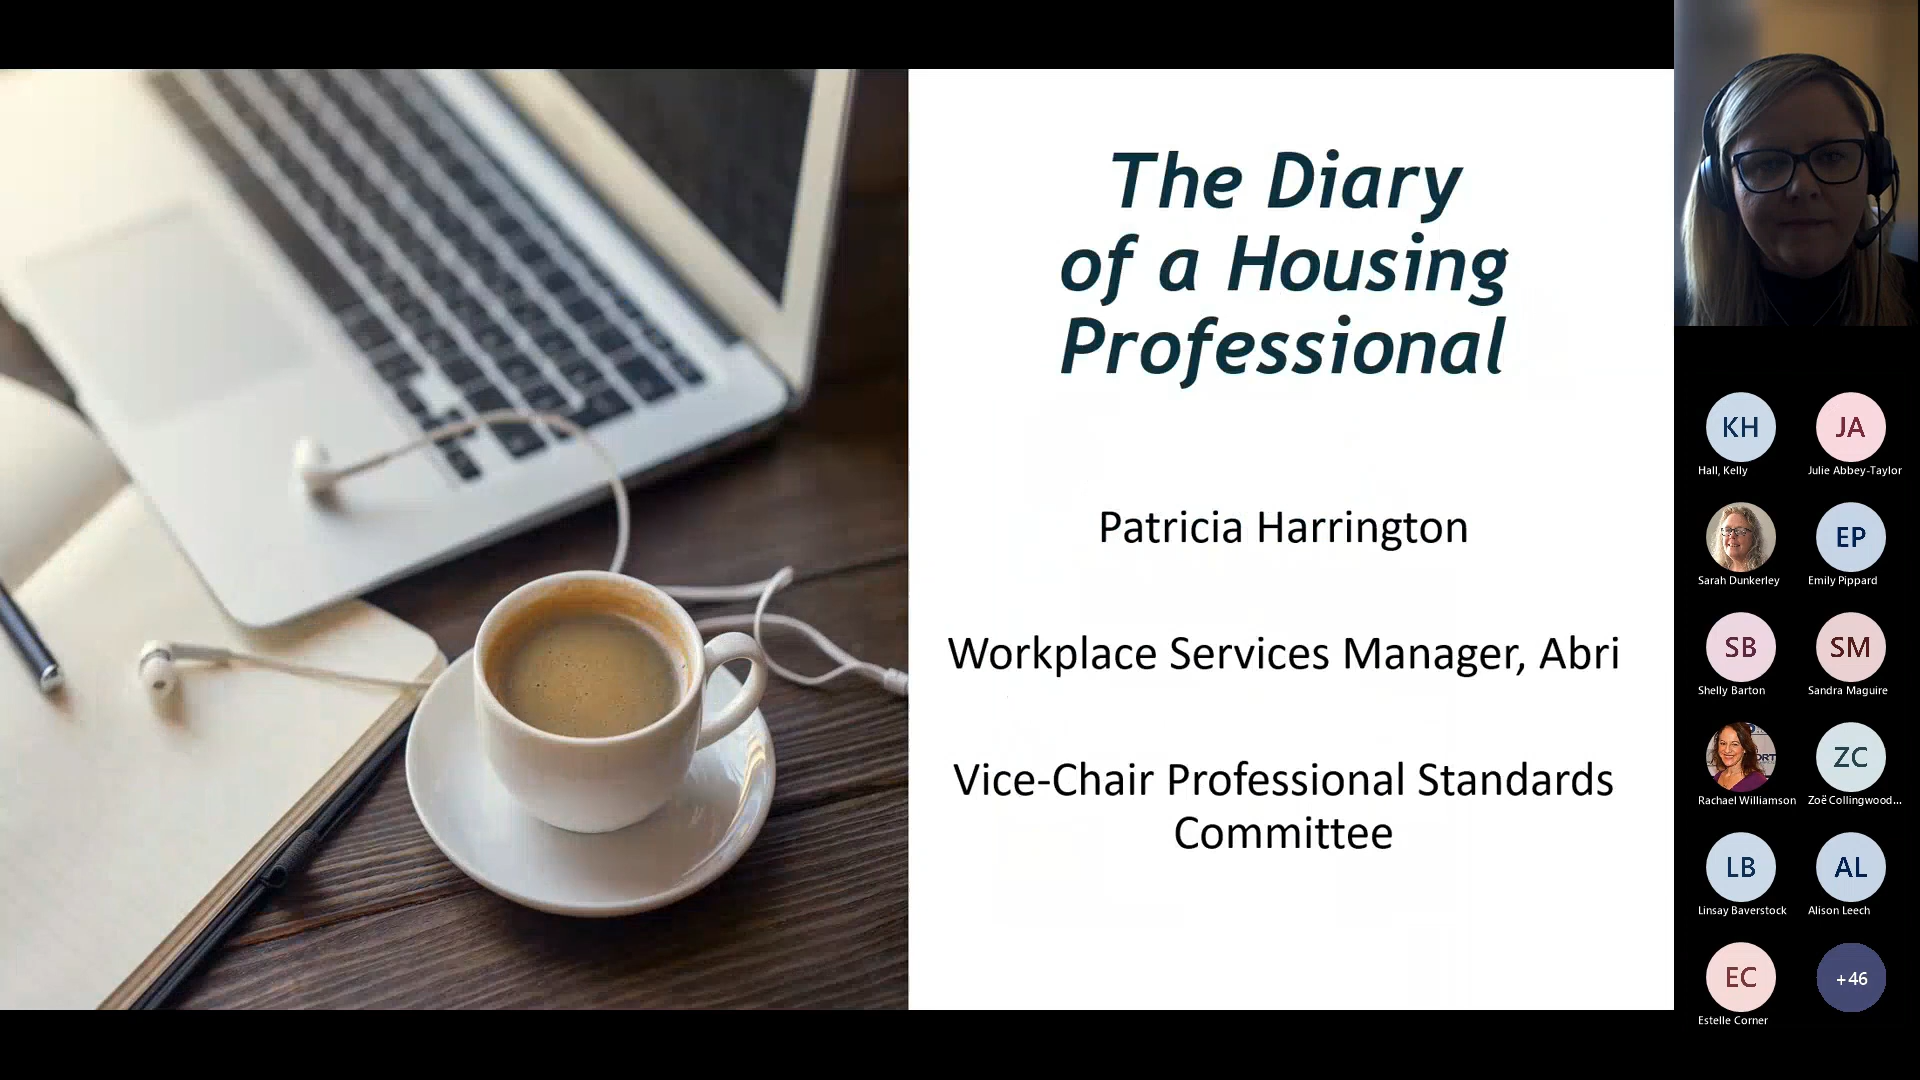 The Diary
of a Housing
Professional
Patricia Harrington
Workplace Services Manager, Abri
Vice-Chair Professional Standards
Committee
KH
JA
Hall, Kelly
Julie Abbey-Taylor
EP
Sarah Dunkerley
Emily Pippard
SB
SM
Shelly Barton
Sandra Maguire
ZC
Rachael Williamson
Zoë Collingwood...
LB
AL
Linsay Baverstock
Alison Leech
EC
+46
Estelle Corner